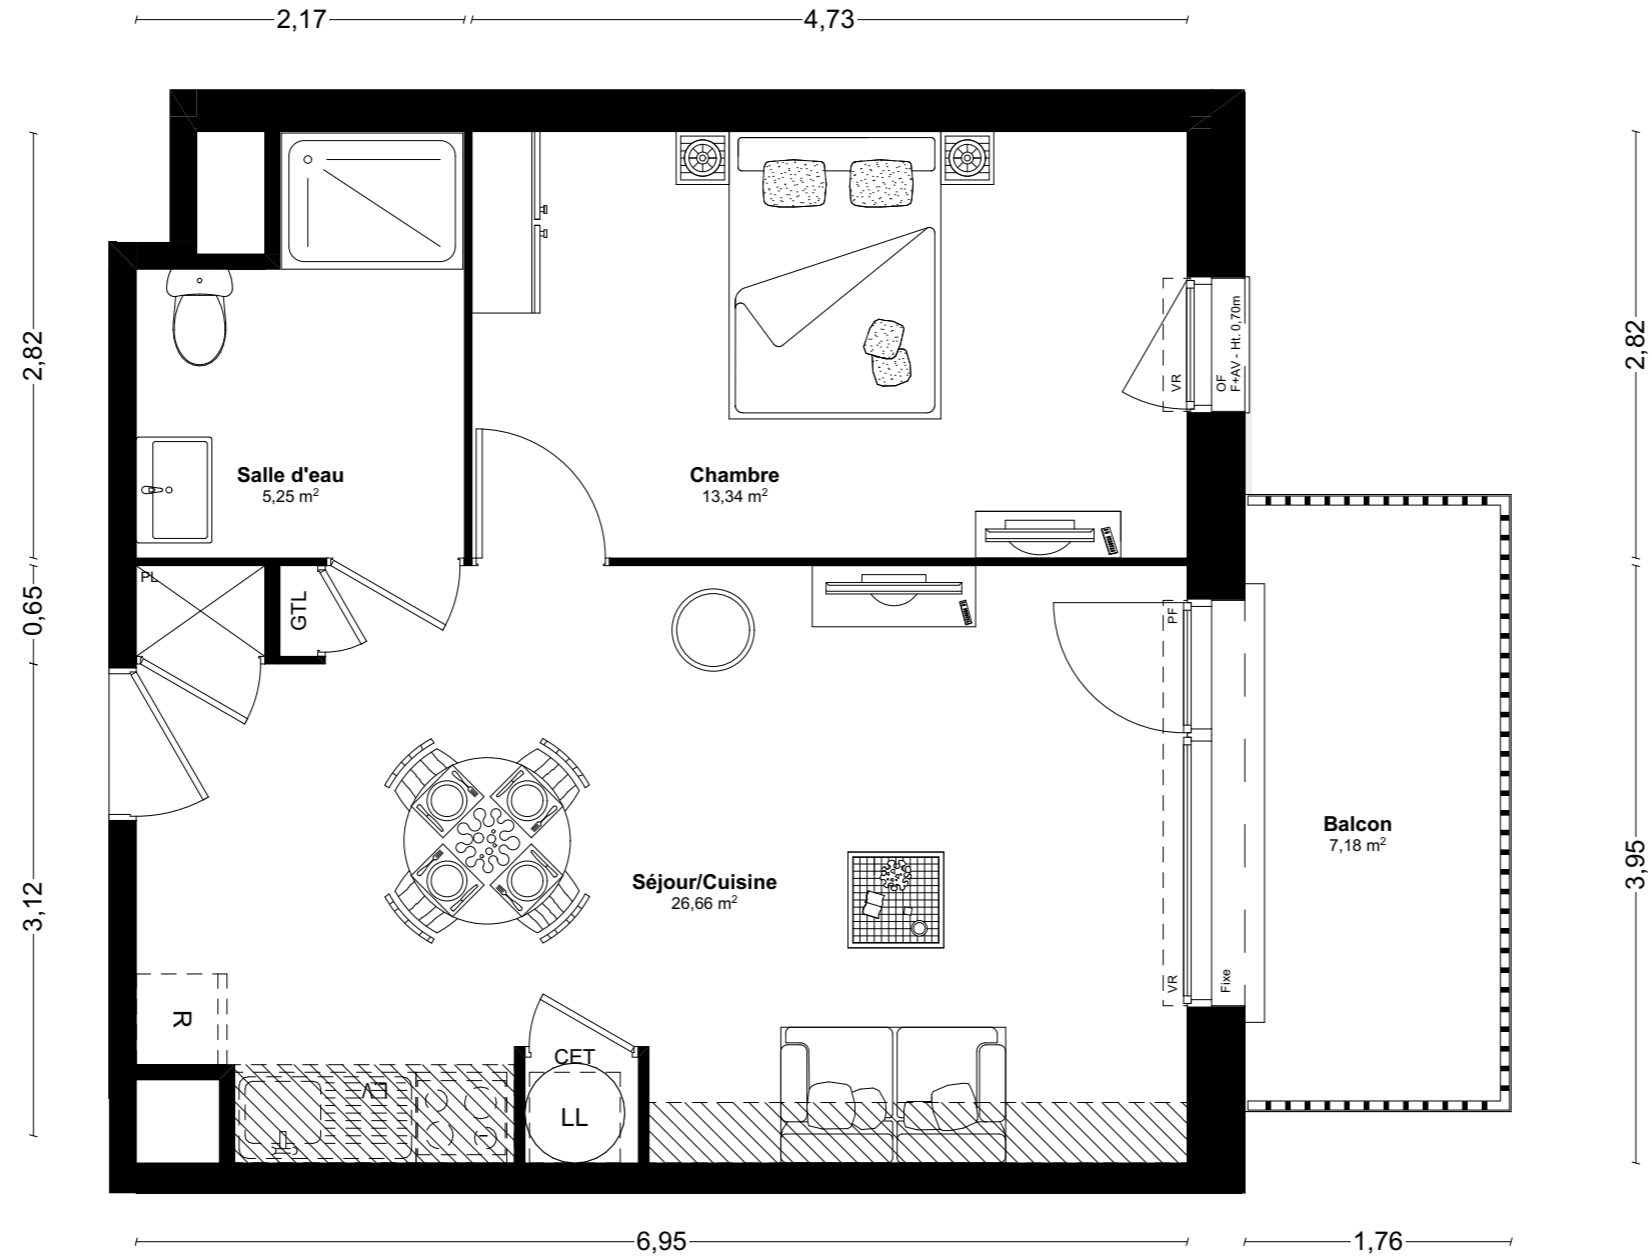 2,17
4,73
2,82
2,82
VR
OF
F+AV - Ht. 0,70m
Salle d'eau
5,25 m²
Chambre
13,34 m²
PL
GTL
0,65
PF
Balcon
7,18 m²
Séjour/Cuisine
26,66 m²
3,12
3,95
VR
Fixe
R
CET
EV
LL
6,95
1,76